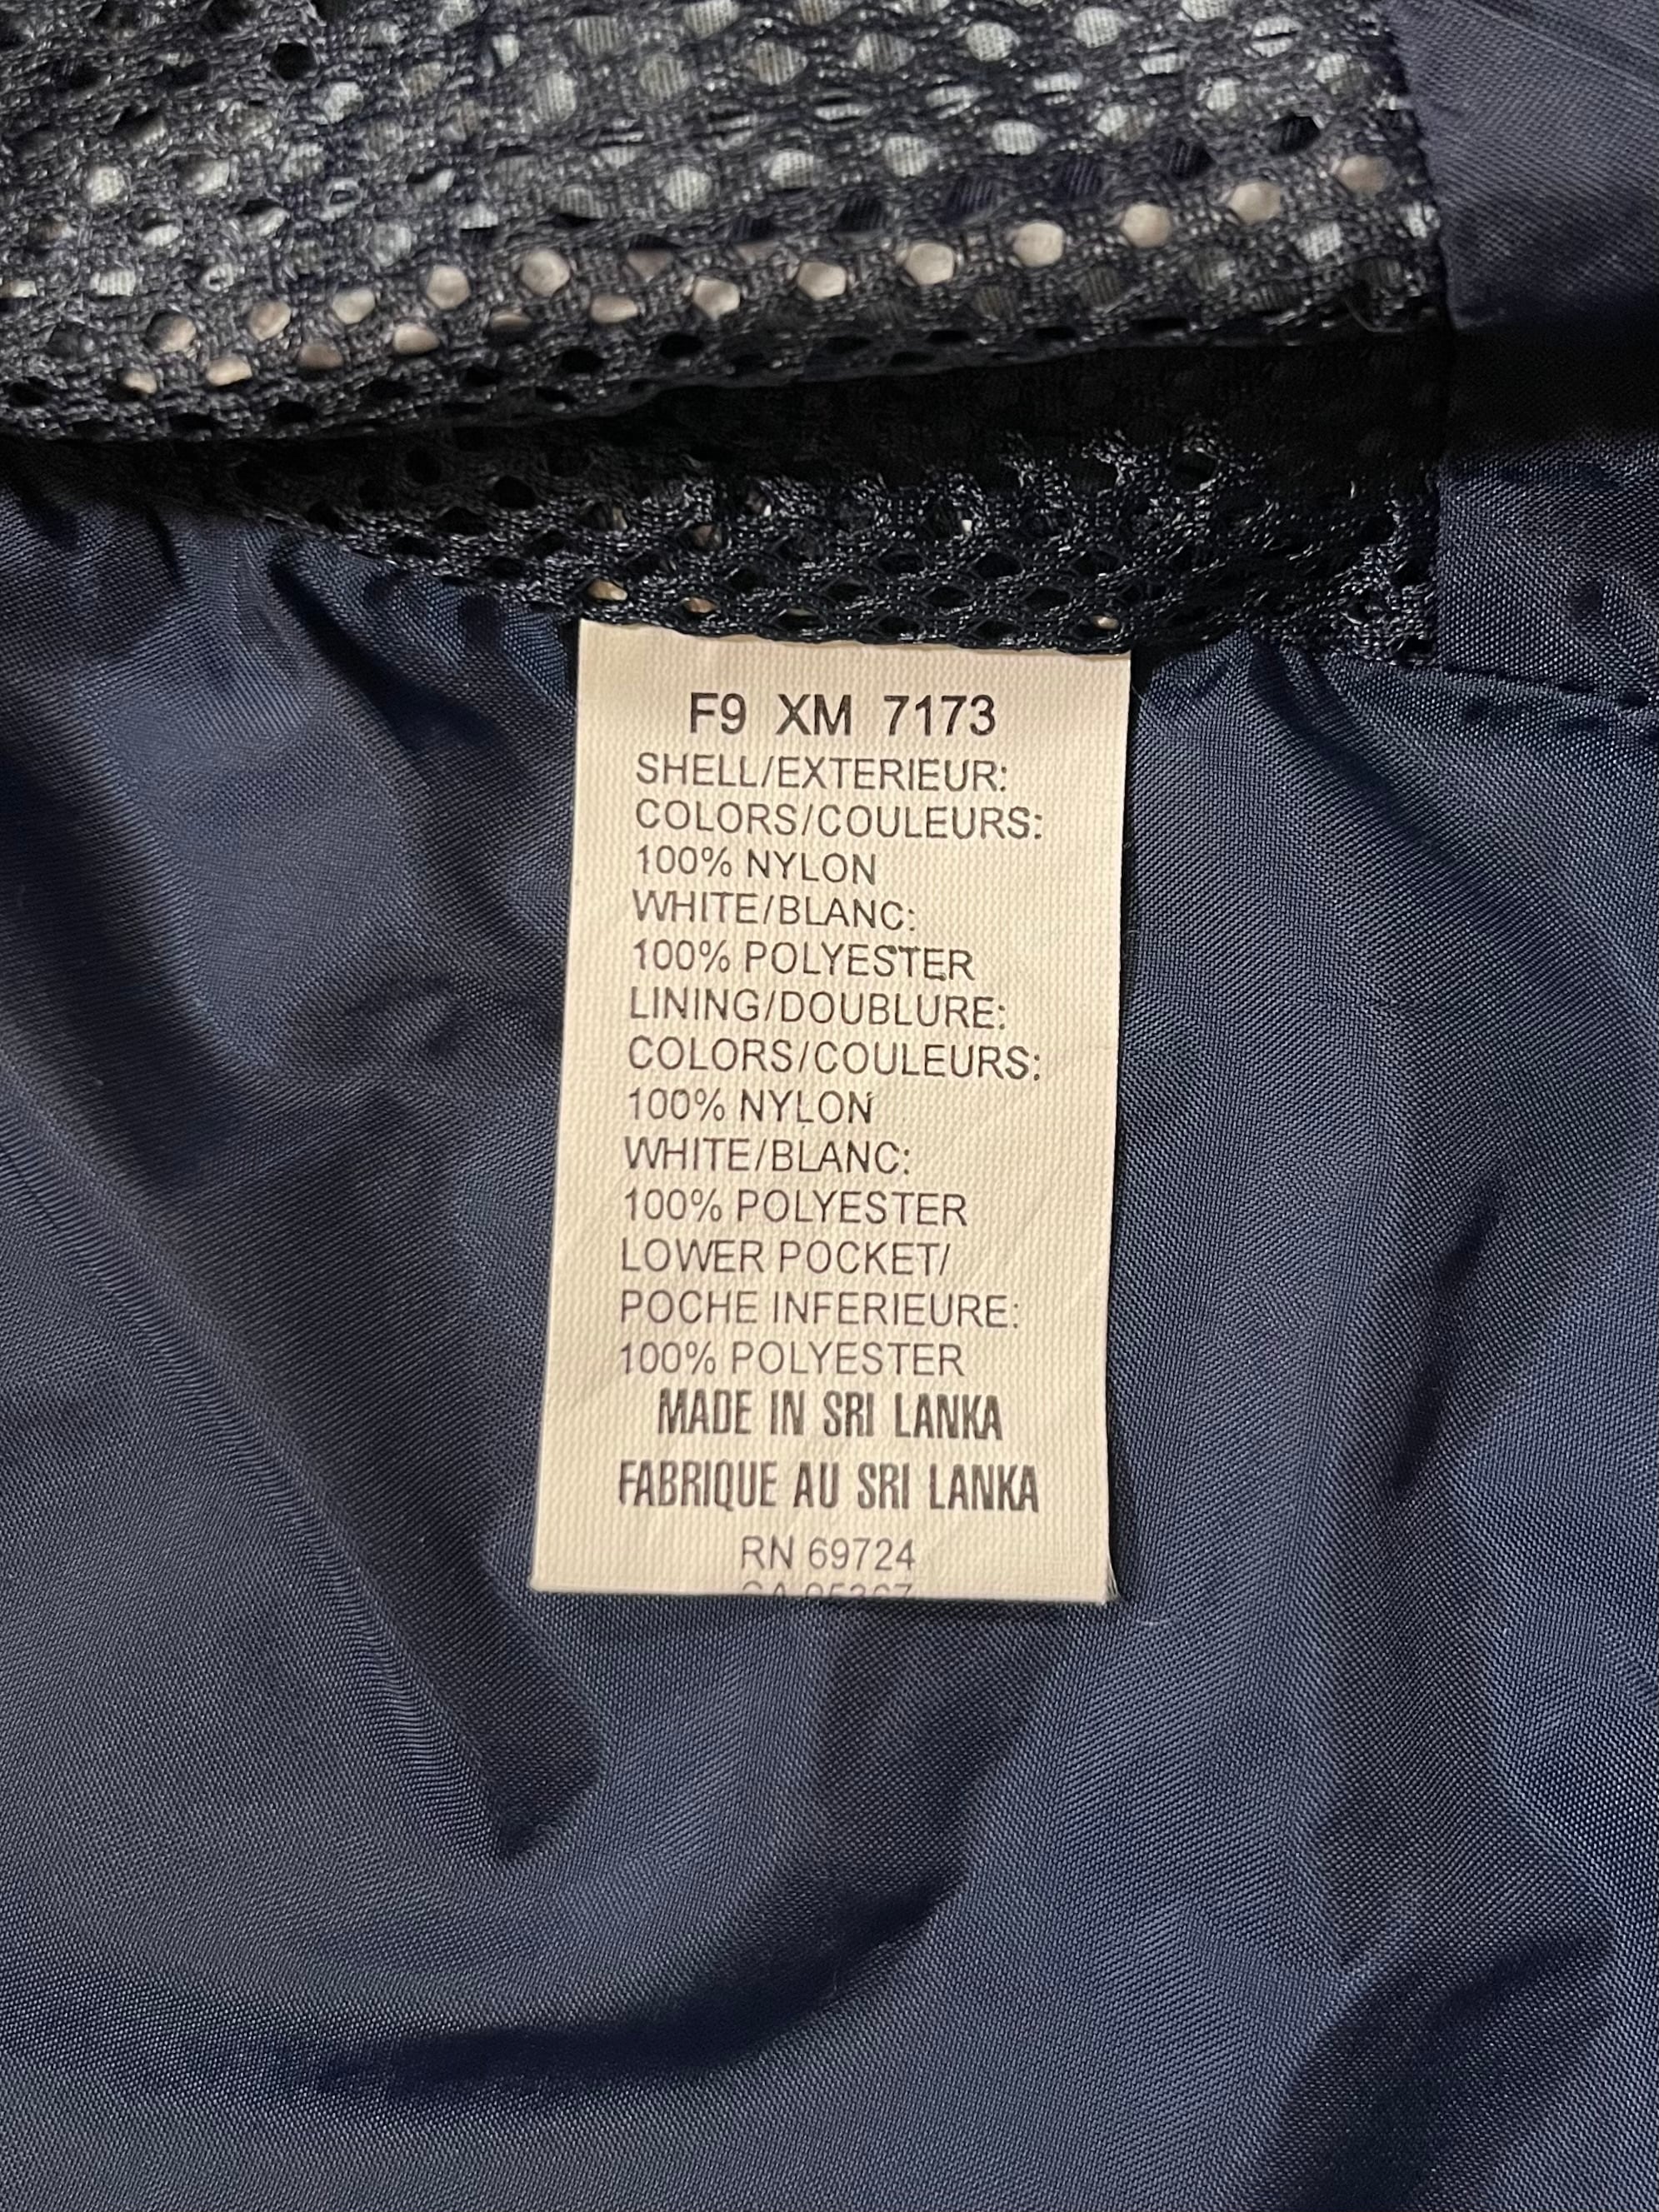 F9 XM 7173
SHELL/EXTERIEUR:
COLORS/COULEURS:
100% NYLON
WHITE/BLANC:
100% POLYESTER
LINING/DOUBLURE:
COLORS/COULEURS:
100% NYLON
WHITE/BLANC:
100% POLYESTER
LOWER POCKET/
POCHE INFERIEURE:
100% POLYESTER
MADE IN SRI LANKA
FABRIQUE AU SRI LANKA
RN 69724